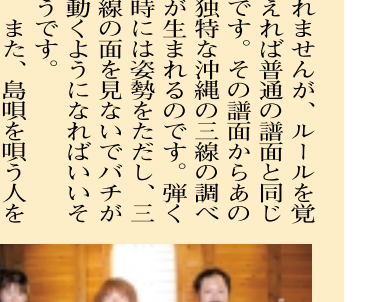 れませんが、ルールを覚
えれば普通の譜面と同じ
です。その譜面からあの
独特な沖縄の三線の調べ
が生まれるのです。弾く
時には姿勢をただし、三
線の面を見ないでバチが
動くようになればいいそ
うです。
また、島唄を唄う人を